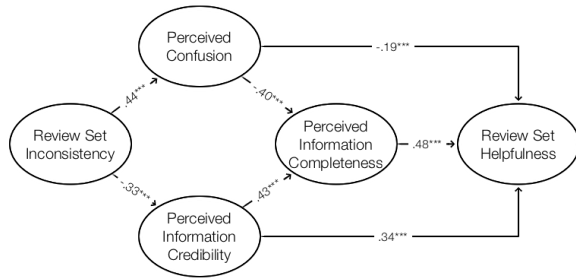 Perceived
Confusion
-.19***
.44***
-.40***
Review Set
Inconsistency
Perceived
Information
Completeness
.48***
Review Set
Helpfulness
-.33***
.43***
Perceived
Information
Credibility
.34***